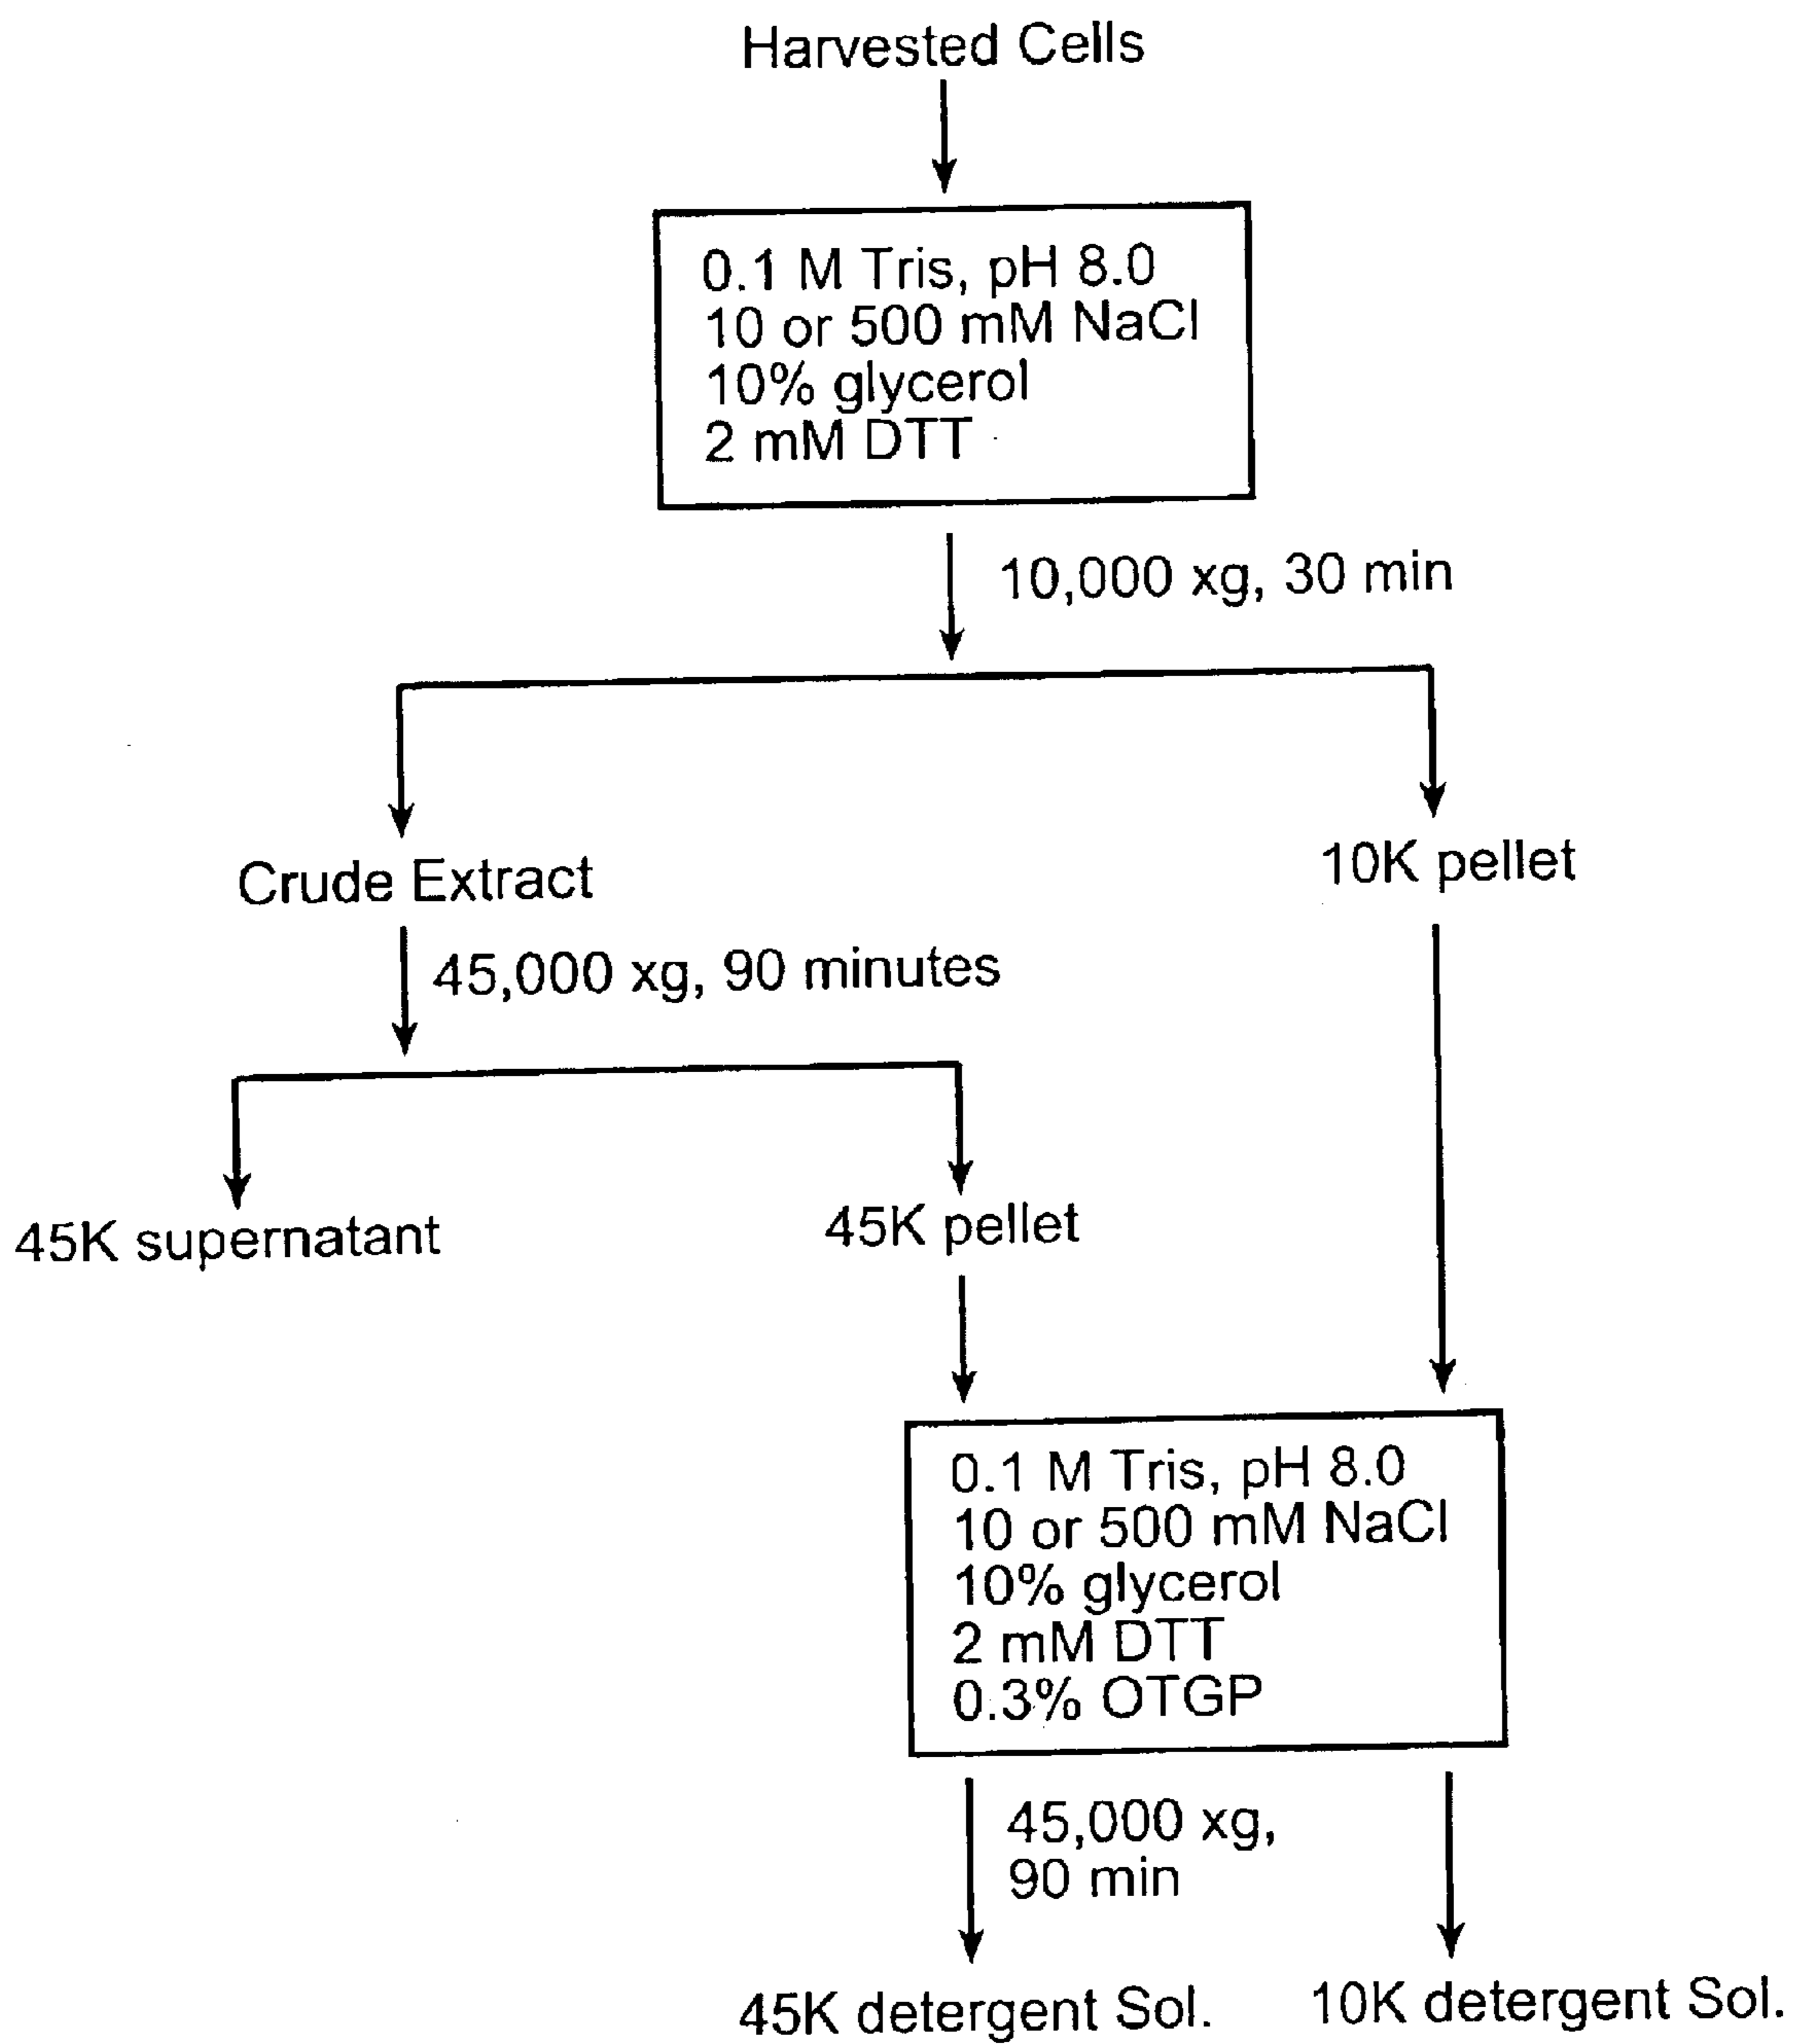 Harvested Cells
0.1 M Tris, pH 8.0
10 or 500 mM NaCl
10% glycerol
2 mM DTT
10,000 xg, 30 min
Crude Extract
10K pellet
45,000 xg, 90 minutes
45K supernatant
45K pellet
0.1 M Tris, pH 8.0
10 or 500 mM NaCl
10% glycerol
2 mM DTT
0.3% OTGP
45,000 xg,
90 min
45K detergent Sol.
10K detergent Sol.